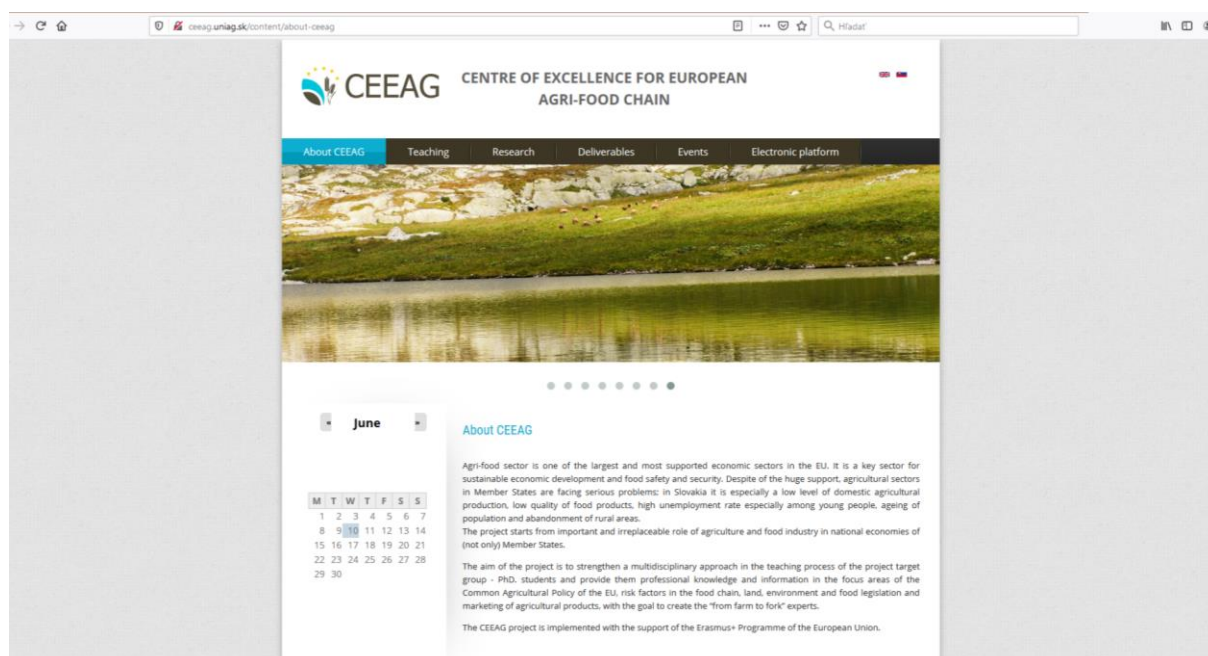 ceeag.uniag.sk/content/about-ceeag
Hľadať
CEEAG
CENTRE OF EXCELLENCE FOR EUROPEAN
AGRI-FOOD CHAIN
About CEEAG Teaching Research Deliverables Events Electronic platform
« June »
M T W T F S S
1 2 3 4 5 6 7
8 9 10 11 12 13 14
15 16 17 18 19 20 21
22 23 24 25 26 27 28
29 30
About CEEAG
Agri-food sector is one of the largest and most supported economic sectors in the EU. It is a key sector for
sustainable economic development and food safety and security. Despite of the huge support, agricultural sectors
in Member States are facing serious problems: in Slovakia it is especially a low level of domestic agricultural
production, low quality of food products, high unemployment rate especially among young people, ageing of
population and abandonment of rural areas.
The project starts from important and irreplaceable role of agriculture and food industry in national economies of
(not only) Member States.
The aim of the project is to strengthen a multidisciplinary approach in the teaching process of the project target
group - PhD. students and provide them professional knowledge and information in the focus areas of the
Common Agricultural Policy of the EU, risk factors in the food chain, land, environment and food legislation and
marketing of agricultural products, with the goal to create the "from farm to fork" experts.
The CEEAG project is implemented with the support of the Erasmus+ Programme of the European Union.